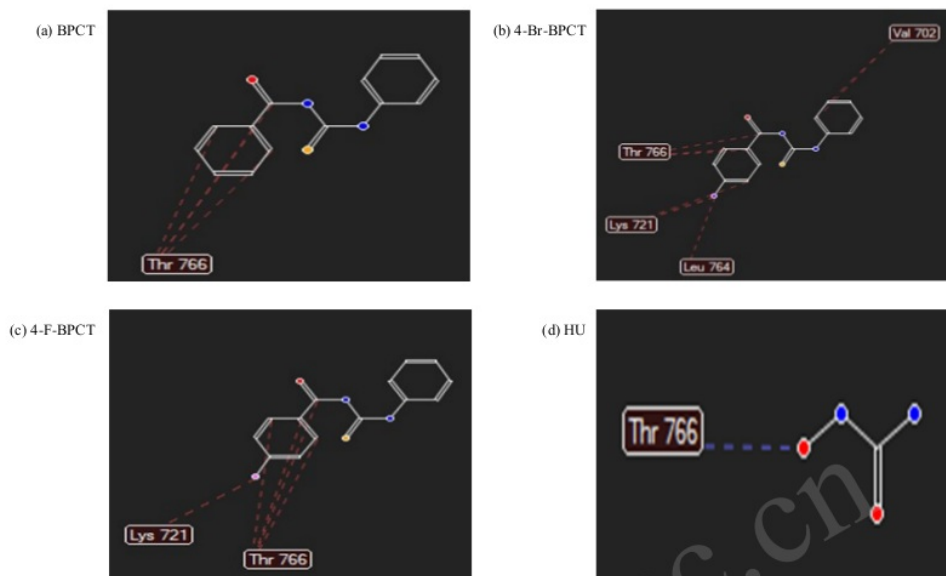 (a) BPCT
Thr 766
(b) 4-Br-BPCT
Val 702
Thr 766
Lys 721
Leu 764
(c) 4-F-BPCT
Lys 721
Thr 766
(d) HU
Thr 766
c.cn